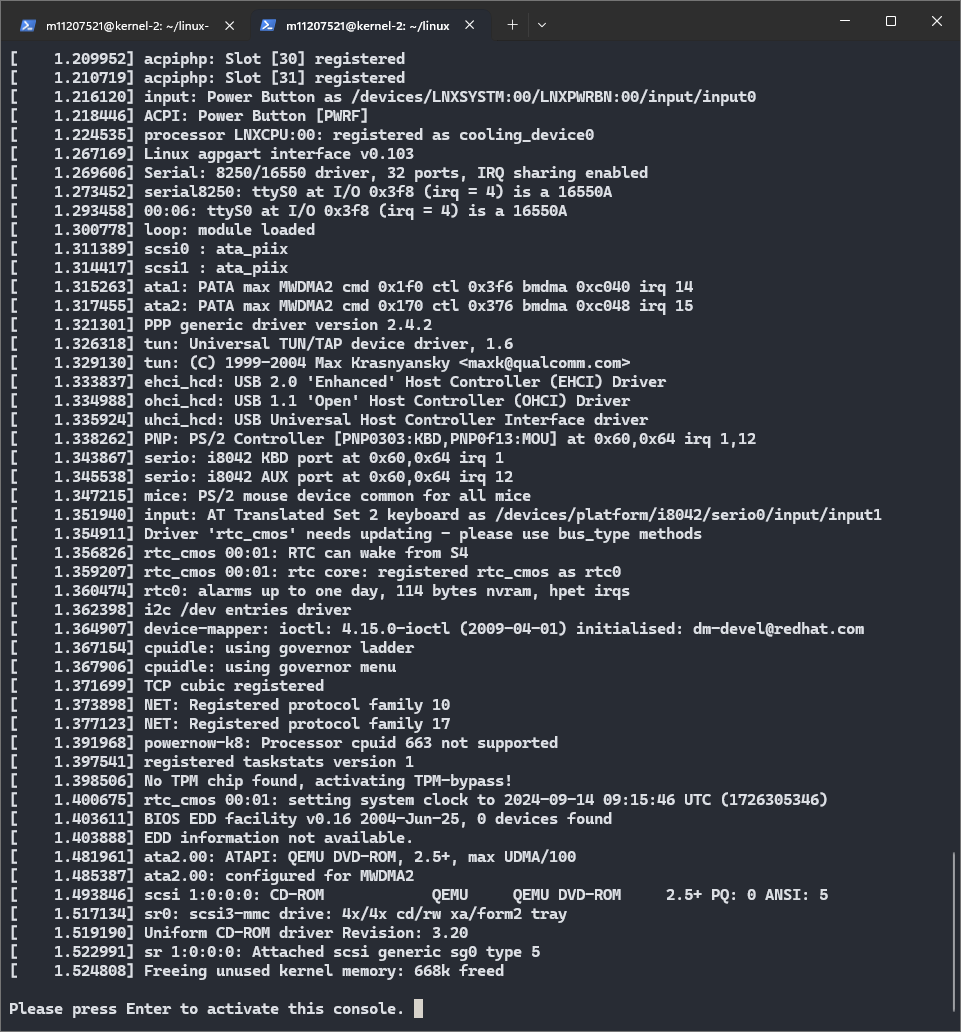 m11207521@kernel-2: ~/linux-
m11207521@kernel-2: ~/linux
[    1.209952] acpiphp: Slot [30] registered
[    1.210719] acpiphp: Slot [31] registered
[    1.216120] input: Power Button as /devices/LNXSYSTM:00/LNXPWRBN:00/input/input0
[    1.218446] ACPI: Power Button [PWRF]
[    1.224535] processor LNXCPU:00: registered as cooling_device0
[    1.267169] Linux agpgart interface v0.103
[    1.269606] Serial: 8250/16550 driver, 32 ports, IRQ sharing enabled
[    1.273452] serial8250: ttyS0 at I/O 0x3f8 (irq = 4) is a 16550A
[    1.293458] 00:06: ttyS0 at I/O 0x3f8 (irq = 4) is a 16550A
[    1.300778] loop: module loaded
[    1.311389] scsi0 : ata_piix
[    1.314417] scsi1 : ata_piix
[    1.315263] ata1: PATA max MWDMA2 cmd 0x1f0 ctl 0x3f6 bmdma 0xc040 irq 14
[    1.317455] ata2: PATA max MWDMA2 cmd 0x170 ctl 0x376 bmdma 0xc048 irq 15
[    1.321301] PPP generic driver version 2.4.2
[    1.326318] tun: Universal TUN/TAP device driver, 1.6
[    1.329130] tun: (C) 1999-2004 Max Krasnyansky <maxk@qualcomm.com>
[    1.333837] ehci_hcd: USB 2.0 'Enhanced' Host Controller (EHCI) Driver
[    1.334988] ohci_hcd: USB 1.1 'Open' Host Controller (OHCI) Driver
[    1.335924] uhci_hcd: USB Universal Host Controller Interface driver
[    1.338262] PNP: PS/2 Controller [PNP0303:KBD,PNP0f13:MOU] at 0x60,0x64 irq 1,12
[    1.343867] serio: i8042 KBD port at 0x60,0x64 irq 1
[    1.345538] serio: i8042 AUX port at 0x60,0x64 irq 12
[    1.347215] mice: PS/2 mouse device common for all mice
[    1.351940] input: AT Translated Set 2 keyboard as /devices/platform/i8042/serio0/input/input1
[    1.354911] Driver 'rtc_cmos' needs updating - please use bus_type methods
[    1.356826] rtc_cmos 00:01: RTC can wake from S4
[    1.359207] rtc_cmos 00:01: rtc core: registered rtc_cmos as rtc0
[    1.360474] rtc0: alarms up to one day, 114 bytes nvram, hpet irqs
[    1.362398] i2c /dev entries driver
[    1.364907] device-mapper: ioctl: 4.15.0-ioctl (2009-04-01) initialised: dm-devel@redhat.com
[    1.367154] cpuidle: using governor ladder
[    1.367906] cpuidle: using governor menu
[    1.371699] TCP cubic registered
[    1.373898] NET: Registered protocol family 10
[    1.377123] NET: Registered protocol family 17
[    1.391968] powernow-k8: Processor cpuid 663 not supported
[    1.397541] registered taskstats version 1
[    1.398506] No TPM chip found, activating TPM-bypass!
[    1.400675] rtc_cmos 00:01: setting system clock to 2024-09-14 09:15:46 UTC (1726305346)
[    1.403611] BIOS EDD facility v0.16 2004-Jun-25, 0 devices found
[    1.403888] EDD information not available.
[    1.481961] ata2.00: ATAPI: QEMU DVD-ROM, 2.5+, max UDMA/100
[    1.485387] ata2.00: configured for MWDMA2
[    1.493846] scsi 1:0:0:0: CD-ROM            QEMU     QEMU DVD-ROM     2.5+ PQ: 0 ANSI: 5
[    1.517134] sr0: scsi3-mmc drive: 4x/4x cd/rw xa/form2 tray
[    1.519190] Uniform CD-ROM driver Revision: 3.20
[    1.522991] sr 1:0:0:0: Attached scsi generic sg0 type 5
[    1.524808] Freeing unused kernel memory: 668k freed
Please press Enter to activate this console.